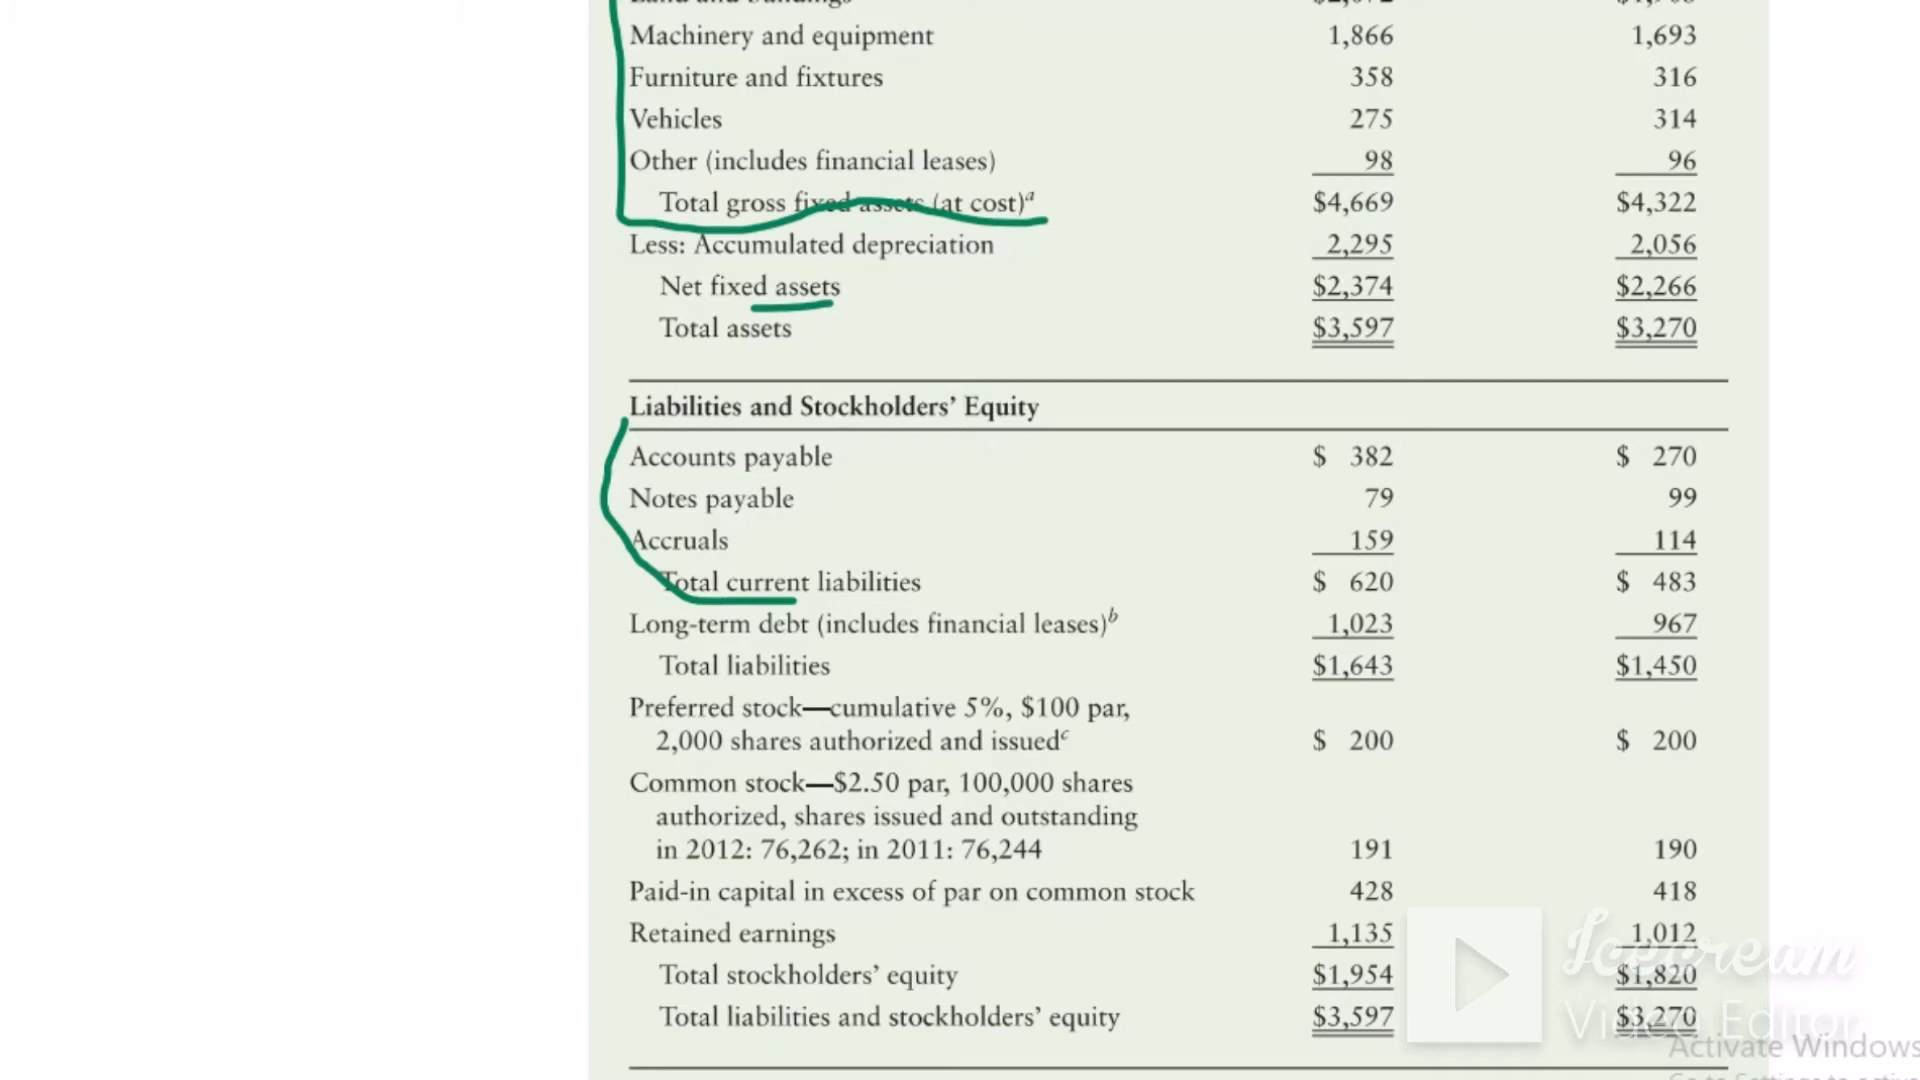 Machinery and equipment 1,866 1,693
Furniture and fixtures 358 316
Vehicles 275 314
Other (includes financial leases) 98 96
Total gross fixed assets (at cost)a $4,669 $4,322
Less: Accumulated depreciation 2,295 2,056
Net fixed assets $2,374 $2,266
Total assets $3,597 $3,270
Liabilities and Stockholders’ Equity
Accounts payable $ 382 $ 270
Notes payable 79 99
Accruals 159 114
Total current liabilities $ 620 $ 483
Long-term debt (includes financial leases)b 1,023 967
Total liabilities $1,643 $1,450
Preferred stock—cumulative 5%, $100 par,
2,000 shares authorized and issuedc $ 200 $ 200
Common stock—$2.50 par, 100,000 shares
authorized, shares issued and outstanding
in 2012: 76,262; in 2011: 76,244 191 190
Paid-in capital in excess of par on common stock 428 418
Retained earnings 1,135 1,012
Total stockholders’ equity $1,954 $1,820
Total liabilities and stockholders’ equity $3,597 $3,270
Icecream
Video Editor
Activate Windows